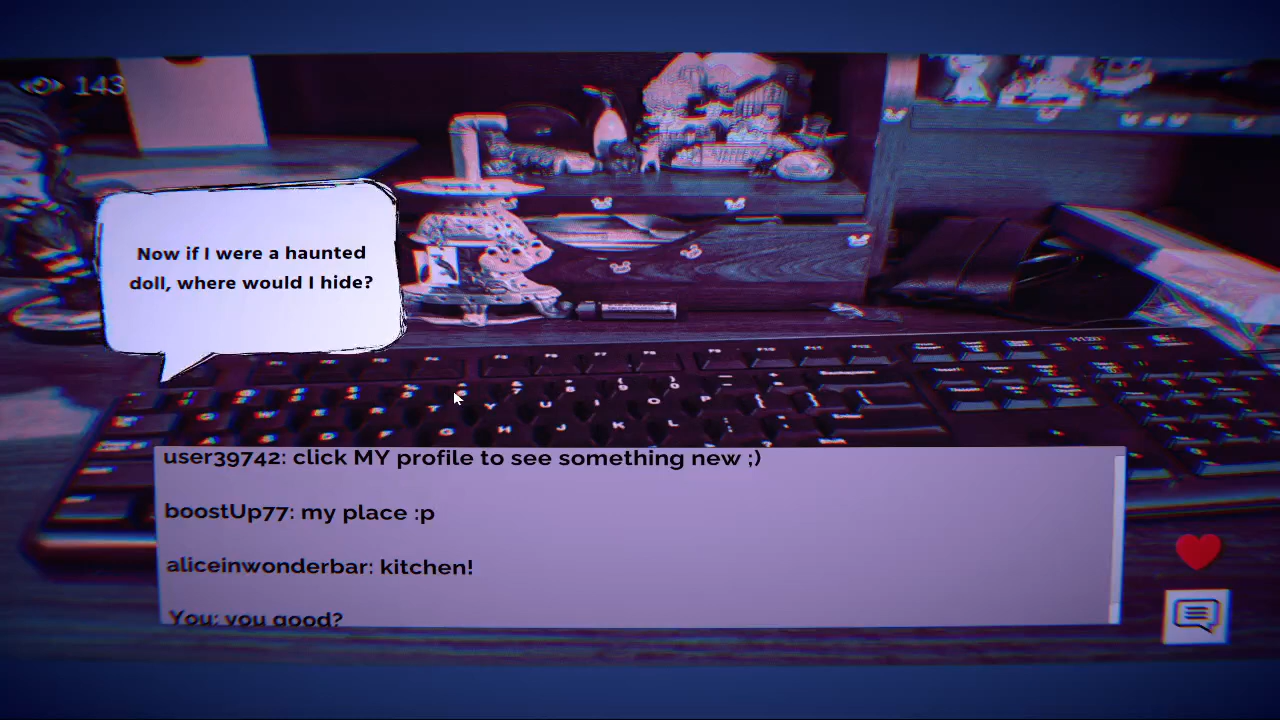 143
Now if I were a haunted
doll, where would I hide?
user39742: click MY profile to see something new ;)
boostUp77: my place :p
aliceinwonderbar: kitchen!
You: you good?
T Y U I O P
G H J K L